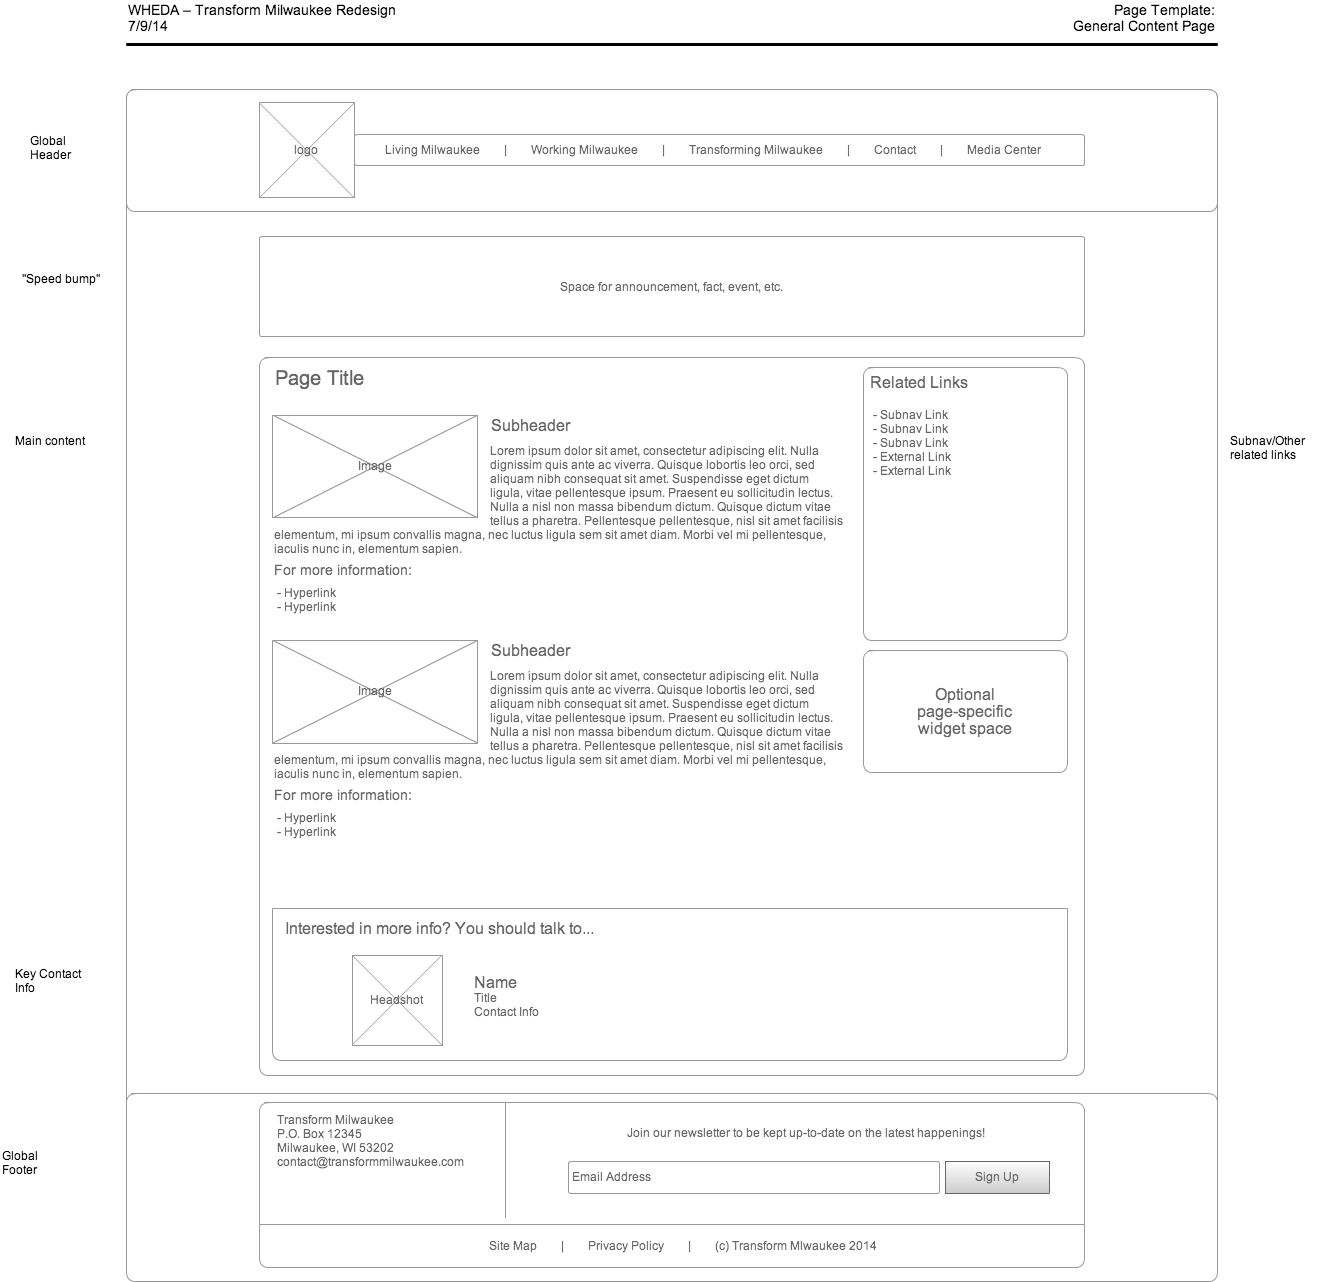 WHEDA – Transform Milwaukee Redesign
7/9/14
Page Template:
General Content Page
Global
Header
logo
Living Milwaukee | Working Milwaukee | Transforming Milwaukee | Contact | Media Center
"Speed bump"
Space for announcement, fact, event, etc.
Main content
Page Title
Image
Subheader
Lorem ipsum dolor sit amet, consectetur adipiscing elit. Nulla
dignissim quis ante ac viverra. Quisque lobortis leo orci, sed
aliquam nibh consequat sit amet. Suspendisse eget dictum
ligula, vitae pellentesque ipsum. Praesent eu sollicitudin lectus.
Nulla a nisl non massa bibendum dictum. Quisque dictum vitae
tellus a pharetra. Pellentesque pellentesque, nisl sit amet facilisis
elementum, mi ipsum convallis magna, nec luctus ligula sem sit amet diam. Morbi vel mi pellentesque,
iaculis nunc in, elementum sapien.
For more information:
- Hyperlink
- Hyperlink
Image
Subheader
Lorem ipsum dolor sit amet, consectetur adipiscing elit. Nulla
dignissim quis ante ac viverra. Quisque lobortis leo orci, sed
aliquam nibh consequat sit amet. Suspendisse eget dictum
ligula, vitae pellentesque ipsum. Praesent eu sollicitudin lectus.
Nulla a nisl non massa bibendum dictum. Quisque dictum vitae
tellus a pharetra. Pellentesque pellentesque, nisl sit amet facilisis
elementum, mi ipsum convallis magna, nec luctus ligula sem sit amet diam. Morbi vel mi pellentesque,
iaculis nunc in, elementum sapien.
For more information:
- Hyperlink
- Hyperlink
Related Links
- Subnav Link
- Subnav Link
- Subnav Link
- External Link
- External Link
Subnav/Other
related links
Optional
page-specific
widget space
Key Contact
Info
Interested in more info? You should talk to...
Headshot
Name
Title
Contact Info
Global
Footer
Transform Milwaukee
P.O. Box 12345
Milwaukee, WI 53202
contact@transformmilwaukee.com
Join our newsletter to be kept up-to-date on the latest happenings!
Email Address
Sign Up
Site Map | Privacy Policy | (c) Transform Mlwaukee 2014